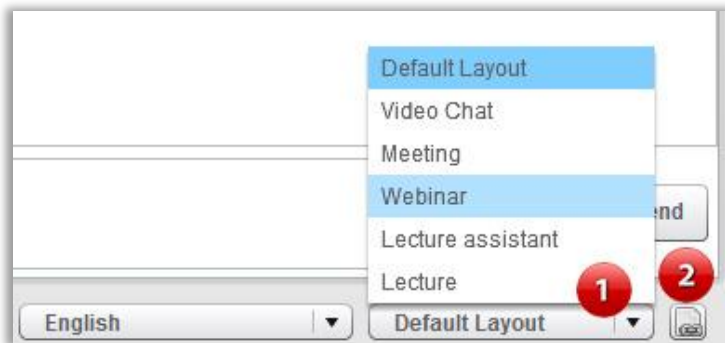 Default Layout
Video Chat
Meeting
Webinar
end
Lecture assistant
Lecture
1
2
English
Default Layout